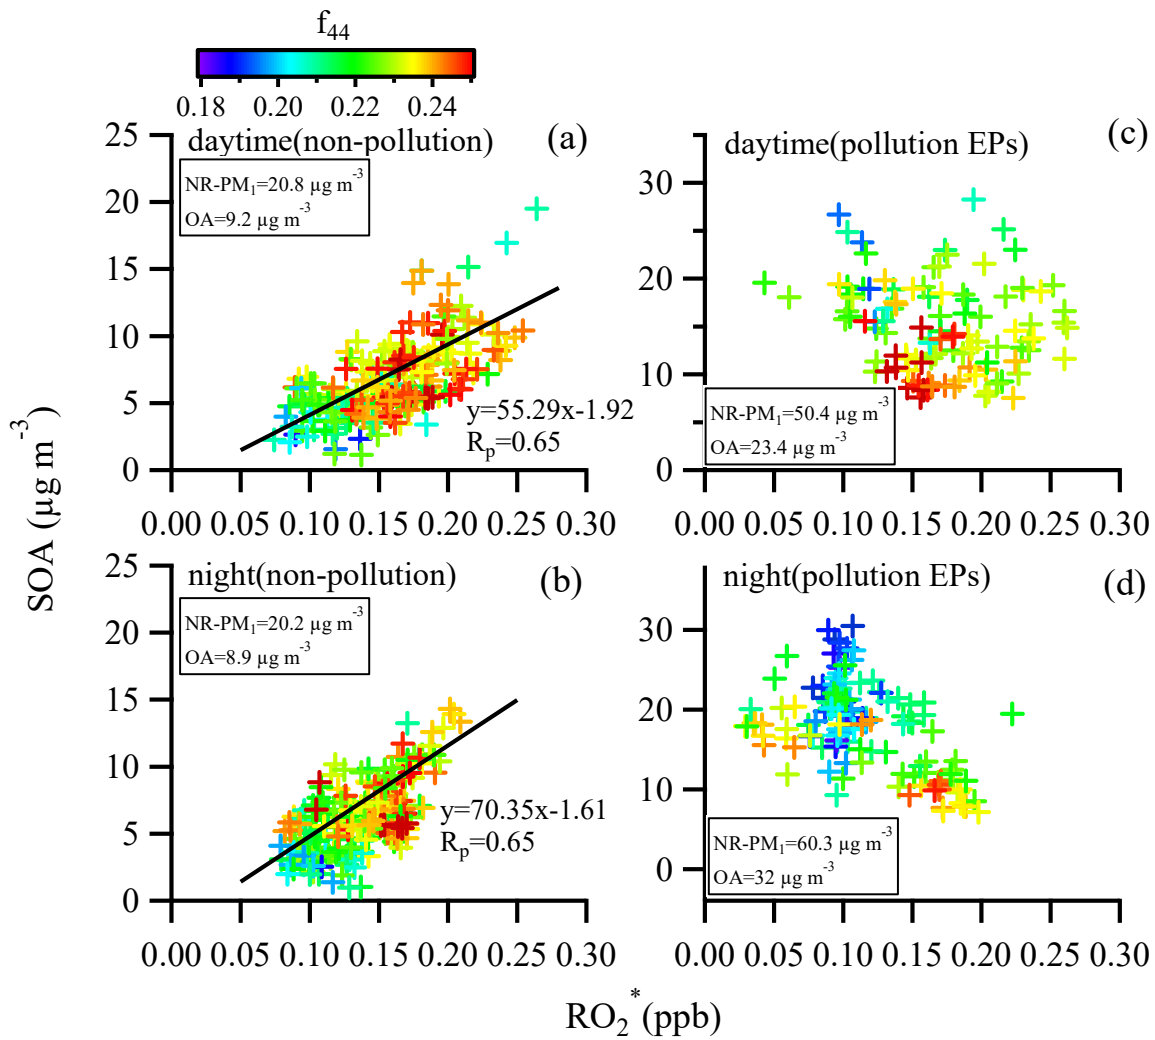 f44
0.18 0.20 0.22 0.24
daytime(non-pollution) (a)
NR-PM1=20.8 µg m-3
OA=9.2 µg m-3
25
20
15
10
5
0
y=55.29x-1.92
Rp=0.65
0.00 0.05 0.10 0.15 0.20 0.25 0.30
daytime(pollution EPs) (c)
30
20
10
0
NR-PM1=50.4 µg m-3
OA=23.4 µg m-3
0.00 0.05 0.10 0.15 0.20 0.25 0.30
SOA (µg m-3)
night(non-pollution) (b)
NR-PM1=20.2 µg m-3
OA=8.9 µg m-3
25
20
15
10
5
0
y=70.35x-1.61
Rp=0.65
0.00 0.05 0.10 0.15 0.20 0.25 0.30
night(pollution EPs) (d)
30
20
10
0
NR-PM1=60.3 µg m-3
OA=32 µg m-3
0.00 0.05 0.10 0.15 0.20 0.25 0.30
RO2*(ppb)